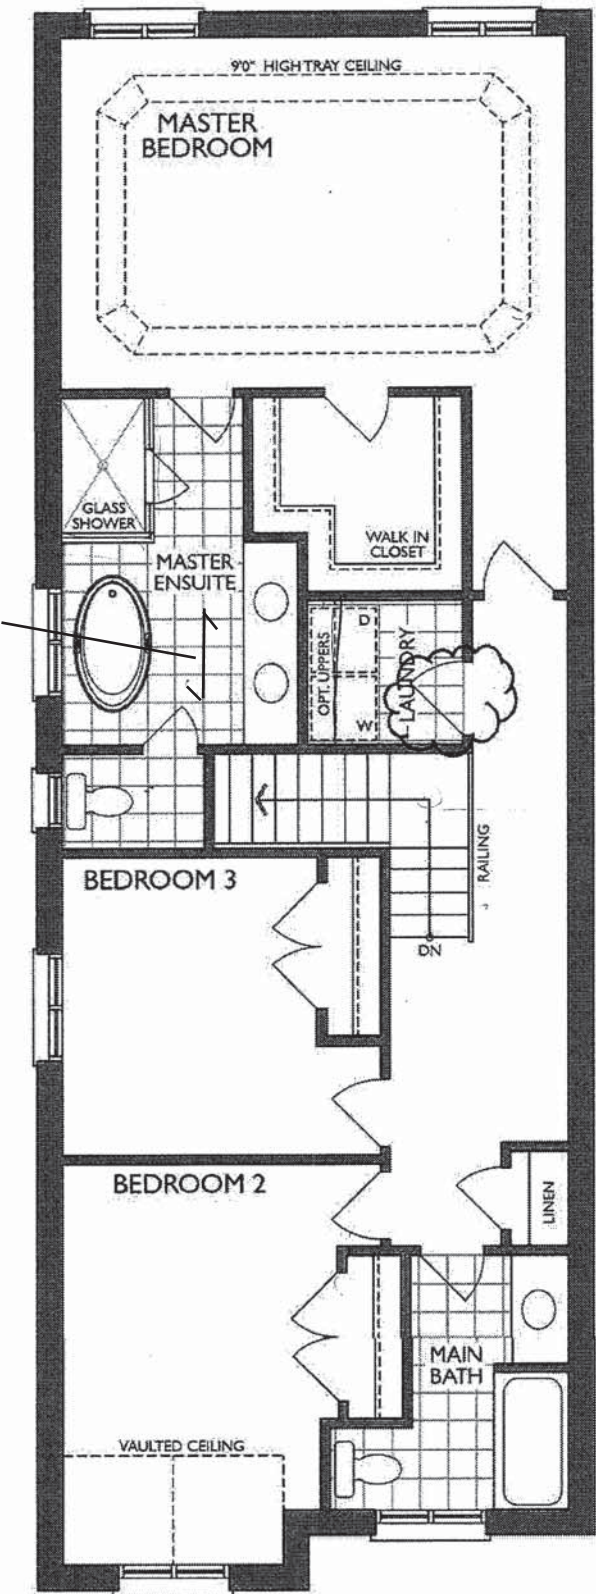 9'0" HIGH TRAY CEILING
MASTER
BEDROOM
GLASS
SHOWER
WALK IN
CLOSET
MASTER
ENSUITE
OPT. UPPERS
D
W
LAUNDRY
RAILING
DN
BEDROOM 3
BEDROOM 2
LINEN
MAIN
BATH
VAULTED CEILING